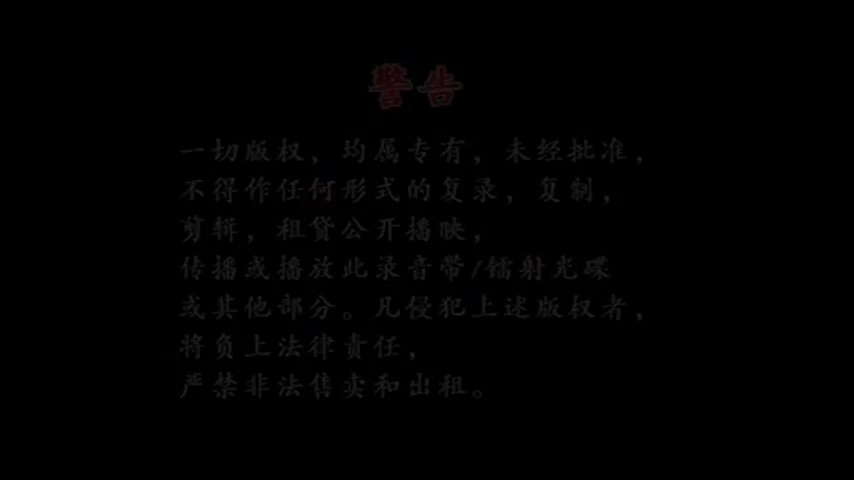 警告
一切版权，均属专有，未经批准，
不得作任何形式的复录，复制，
剪辑，租贷公开播映，
传播或播放此录音带/镭射光碟
或其他部分。凡侵犯上述版权者，
将负上法律责任，
严禁非法售卖和出租。